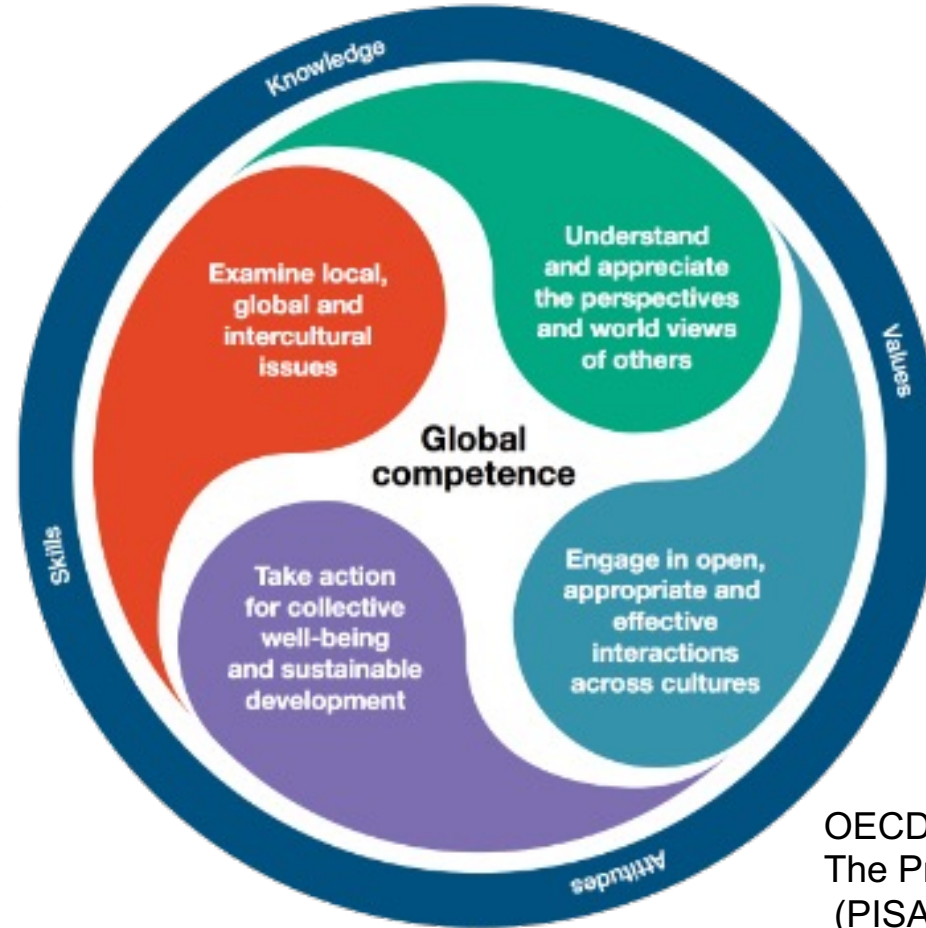 Knowledge
Understand
and appreciate
the perspectives
and world views
of others
Examine local,
global and
intercultural
issues
Values
Global
competence
Skills
Take action
for collective
well-being
and sustainable
development
Engage in open,
appropriate and
effective
interactions
across cultures
Attitudes
OECD
The Pr
(PISA